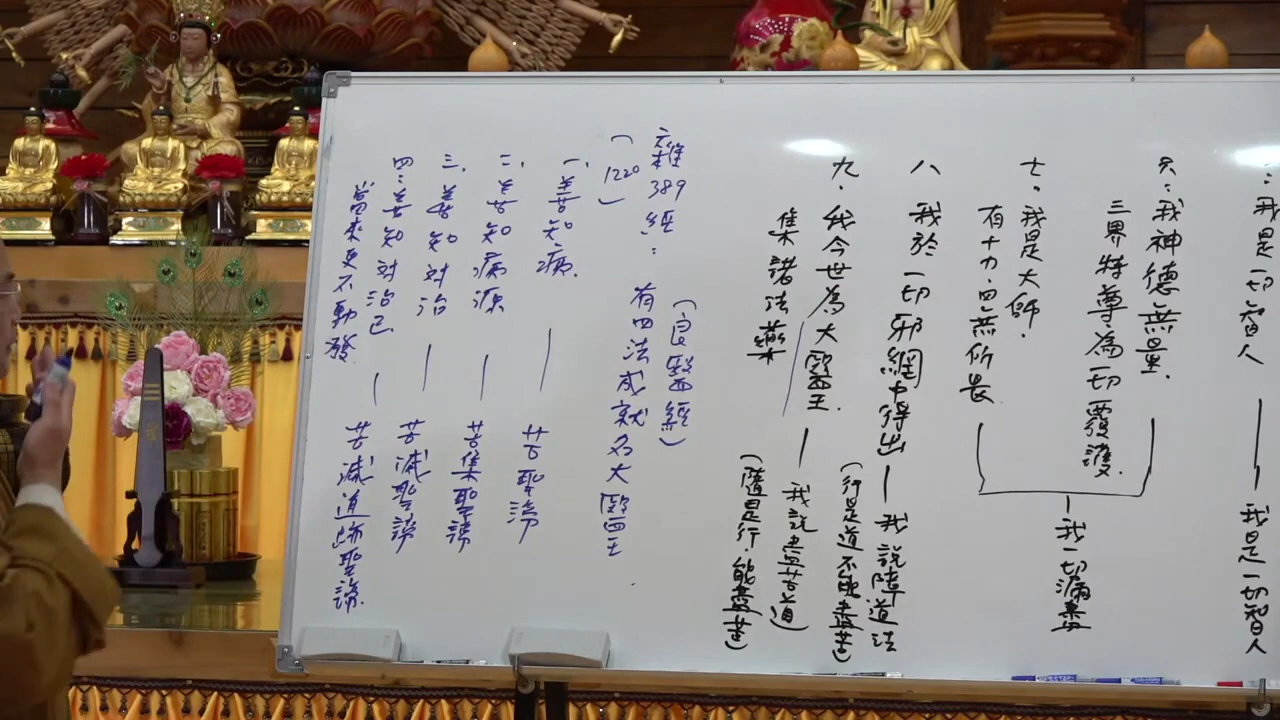 我是一切智人 — 我是一切智人
六：我神德無量．
三界特尊．為一切覆護．
七。我是大師．
有十力．四無所畏
我一切漏盡
八 我於一切邪網中得出 — 我說障道法
(行是道不能盡苦)
九．我今世為大醫王． — 我說盡苦道
集諸法藥
(隨是行．能盡苦)
雜389經：
(1220)
(良醫經)
有四法成就名大醫王．
一、善知病． — 苦聖諦
二、善知病源 — 苦集聖諦
三、善知對治 — 苦滅聖諦
四：善知對治已 — 苦滅道跡聖諦．
當來更不動發．